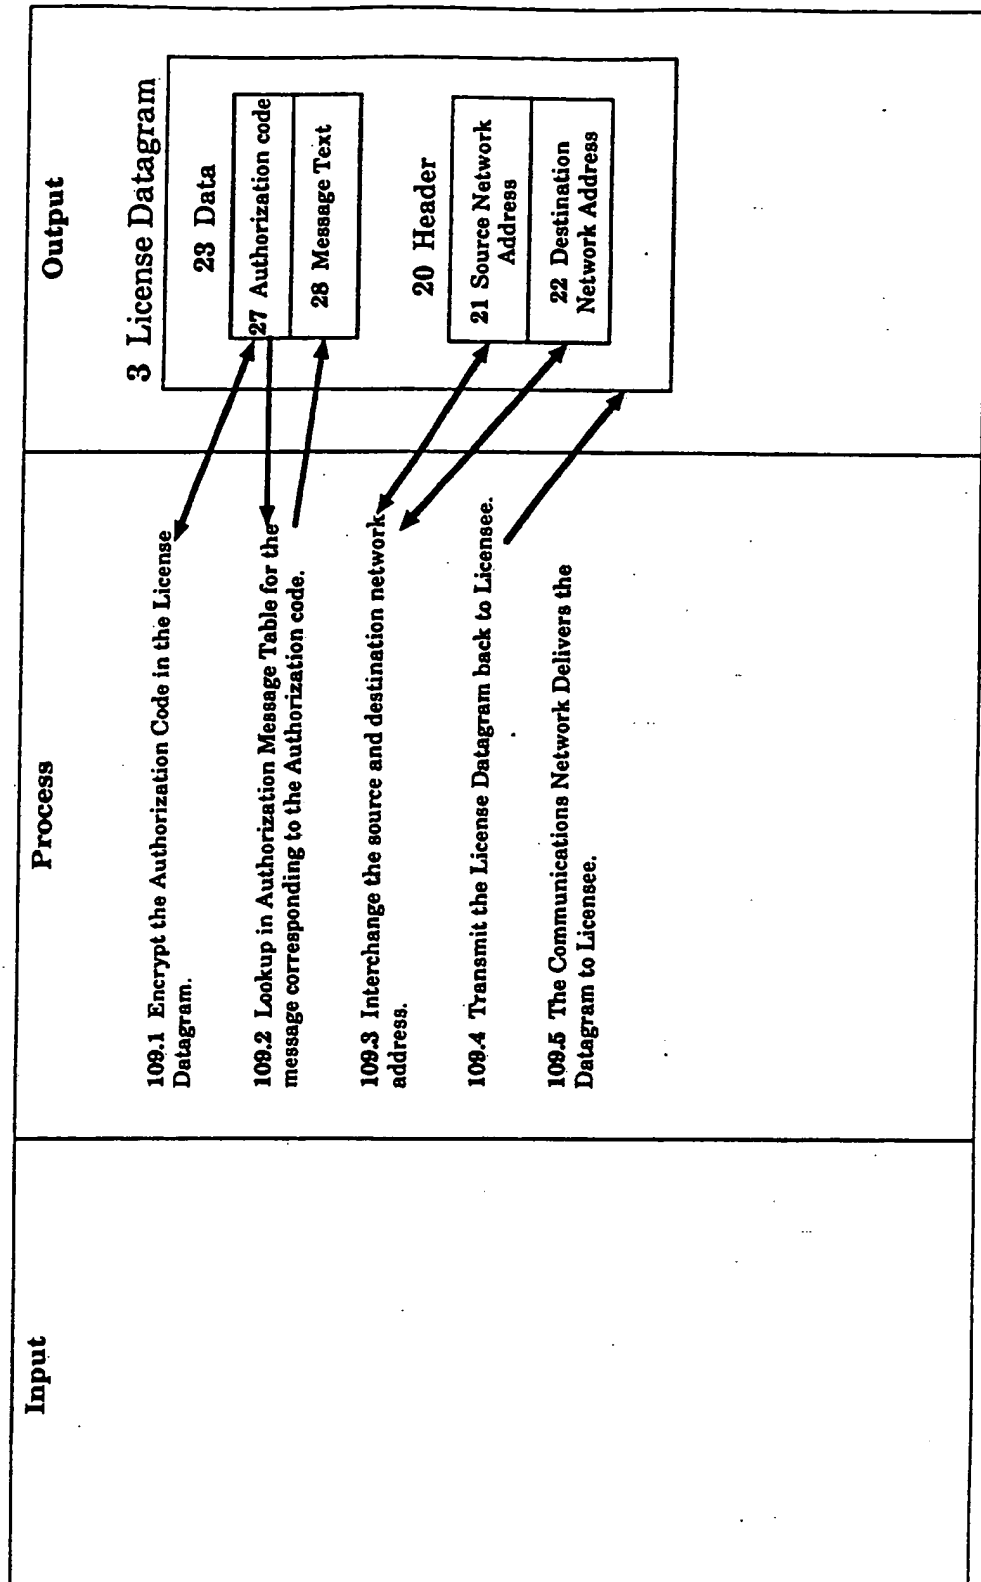 Input
Process
Output
109.1 Encrypt the Authorization Code in the License
Datagram.
109.2 Lookup in Authorization Message Table for the
message corresponding to the Authorization code.
109.3 Interchange the source and destination network
address.
109.4 Transmit the License Datagram back to Licensee.
109.5 The Communications Network Delivers the
Datagram to Licensee.
3 License Datagram
23 Data
27 Authorization code
28 Message Text
20 Header
21 Source Network
Address
22 Destination
Network Address